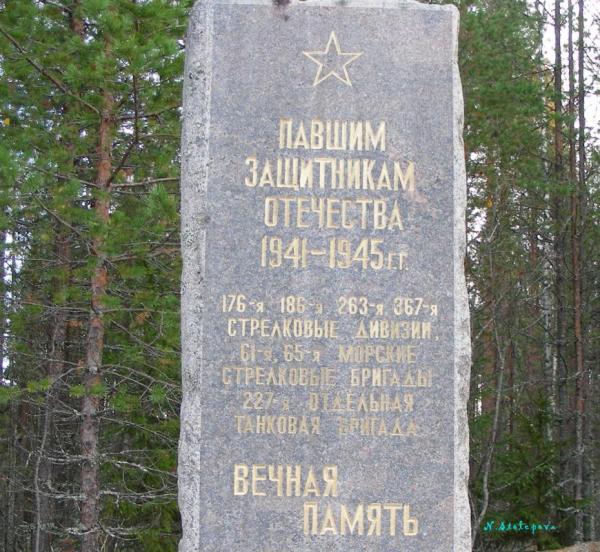 ПАВШИМ
ЗАЩИТНИКАМ
ОТЕЧЕСТВА
1941-1945 г.г.
176-я, 186-я, 263-я, 367-я
СТРЕЛКОВЫЕ ДИВИЗИИ,
61-я, 65-я МОРСКИЕ
СТРЕЛКОВЫЕ БРИГАДЫ
227-я ОТДЕЛЬНАЯ
ТАНКОВАЯ БРИГАДА
ВЕЧНАЯ
ПАМЯТЬ